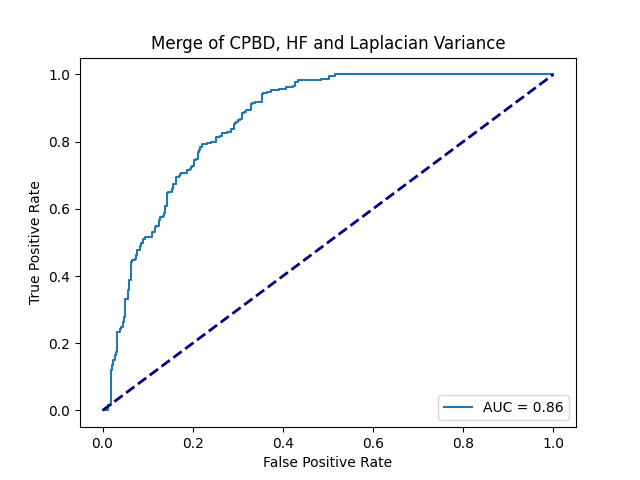 Merge of CPBD, HF and Laplacian Variance
1.0
0.8
0.6
0.4
0.2
0.0
True Positive Rate
0.0 0.2 0.4 0.6 0.8 1.0
False Positive Rate
AUC = 0.86